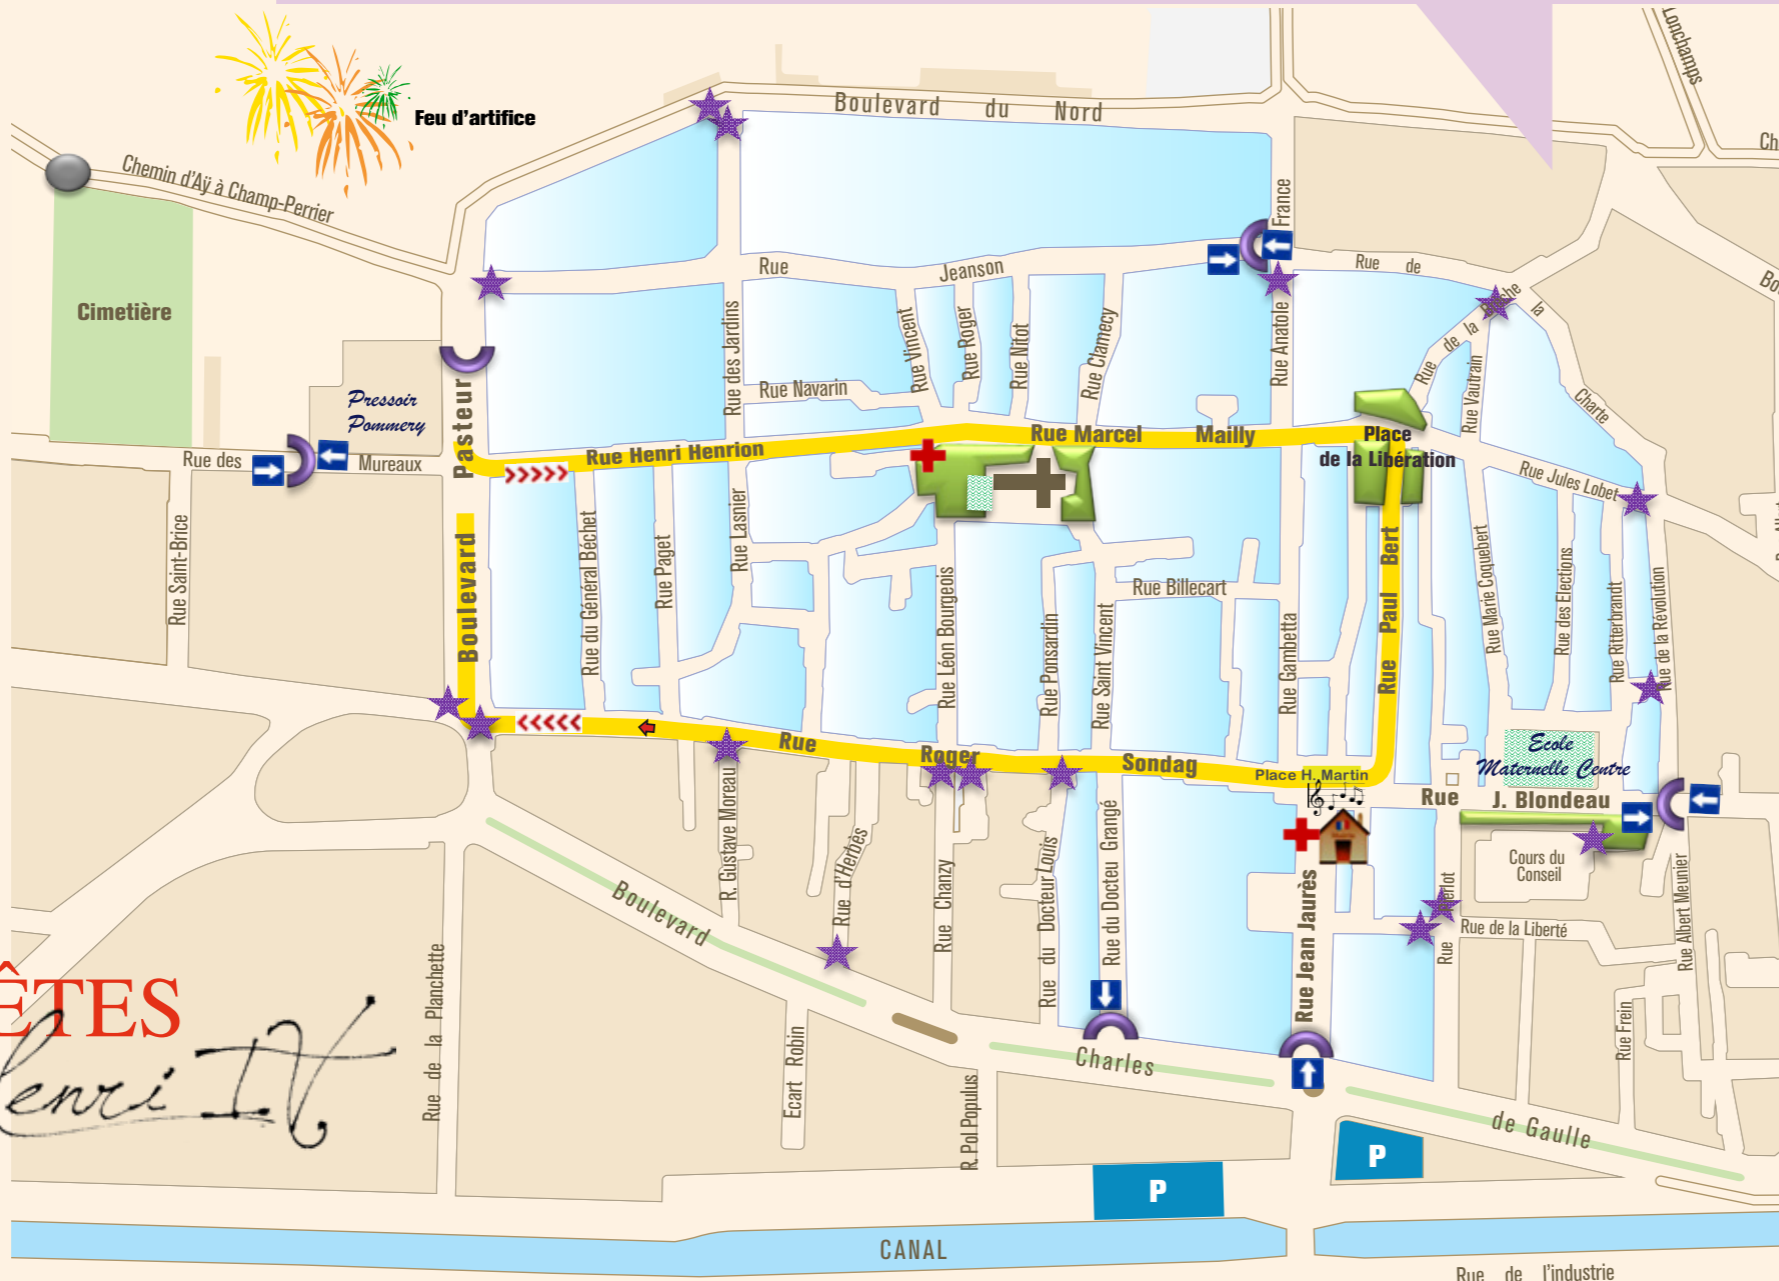 Lonchamps
Feu d'artifice
Boulevard du Nord
Ch
Chemin d'Aÿ à Champ-Perrier
France
Rue Jeanson
Rue de la
Charte
Bo
Cimetière
Rue des Jardins
Rue Vincent
Rue Roger
Rue Nitot
Rue Clamecy
Rue Anatole
Rue de la
Rue Vautrain
Pressoir
Pommery
Rue Navarin
Pasteur
Rue Henri Henrion
Rue Marcel Mailly
Place
de la Libération
Rue des Mureaux
Rue Jules Lobet
Rue Saint-Brice
Boulevard
Rue du Général Béchet
Rue Paget
Rue Lasnier
Rue Léon Bourgeois
Rue Ponsardin
Rue Saint Vincent
Rue Billecart
Rue Gambetta
Rue Paul Bert
Rue Marie Coquebert
Rue des Elections
Rue Ritterbrandt
Rue de la Révolution
Rue Roger Sondag
Place H. Martin
Ecole
Maternelle Centre
Rue J. Blondeau
Mairie
Cours du
Conseil
R. Gustave Moreau
Rue d'Herbès
Rue Chanzy
Rue du Docteur Louis
Rue du Docteu Grangé
Rue Jean Jaurès
Rue
Rue de la Liberté
Rue Albert Meunier
Rue Frein
Boulevard
Charles
de Gaulle
ÊTES
enri IV
Rue de la Planchette
Ecart Robin
R. Pol Populus
P
P
CANAL
Rue de l'industrie